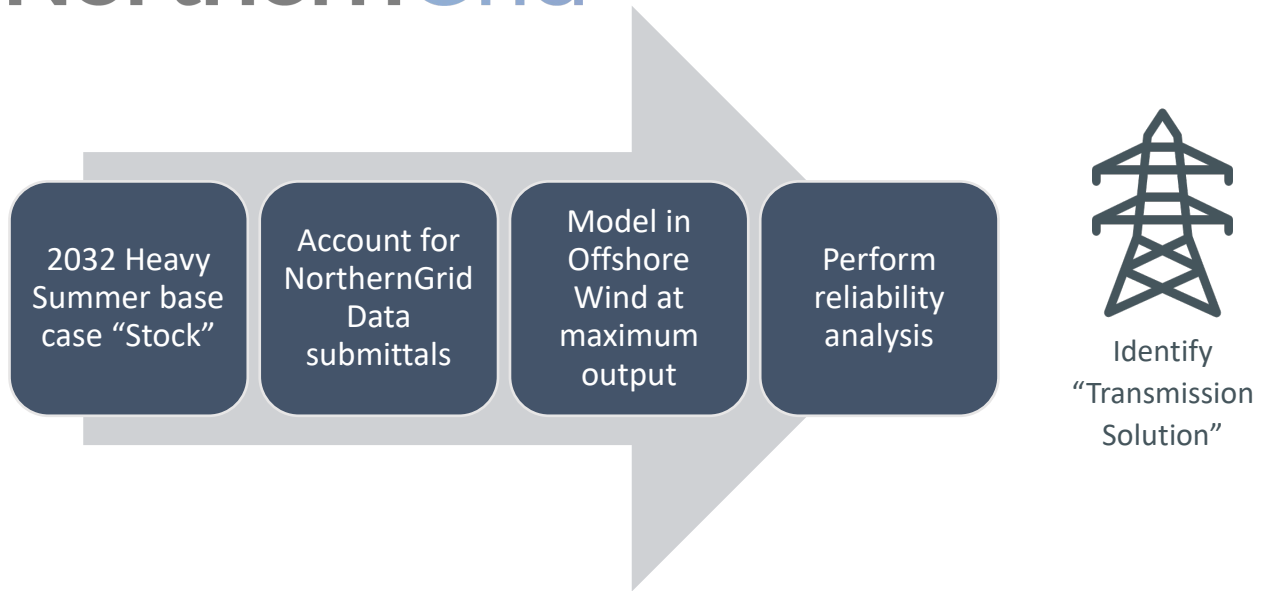 NorthernGrid
2032 Heavy
Summer base
case “Stock”
Account for
NorthernGrid
Data
submittals
Model in
Offshore
Wind at
maximum
output
Perform
reliability
analysis
Identify
“Transmission
Solution”